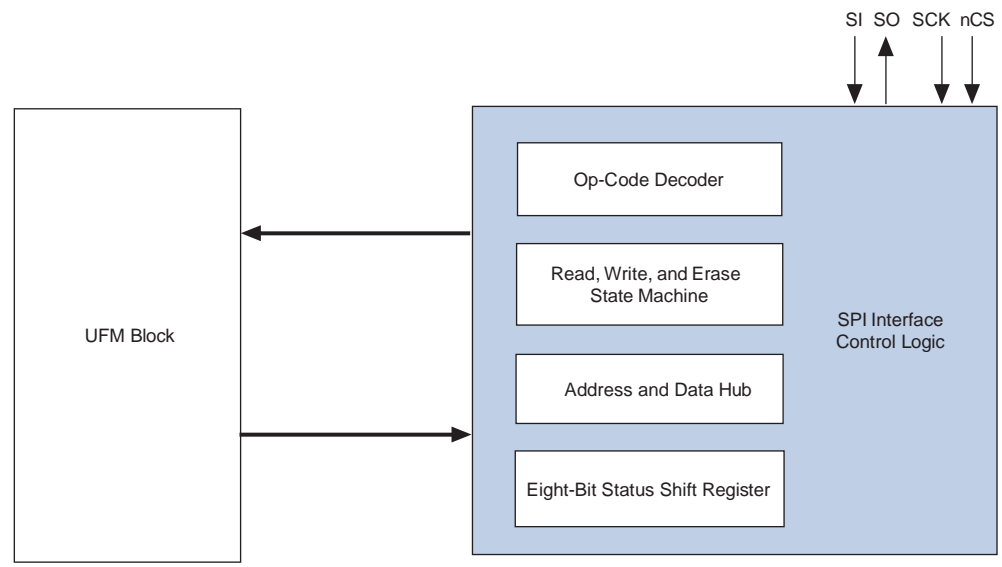 SI SO SCK nCS
Op-Code Decoder
Read, Write, and Erase
State Machine
UFM Block
SPI Interface
Control Logic
Address and Data Hub
Eight-Bit Status Shift Register